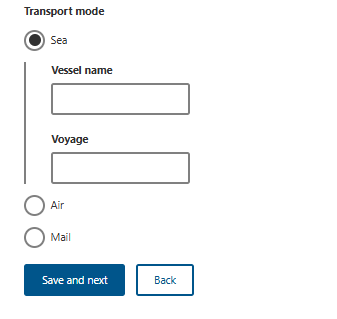 Transport mode
Sea
Vessel name
Voyage
Air
Mail
Save and next
Back